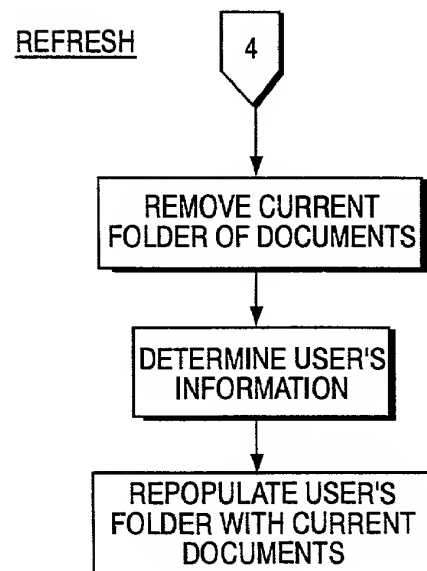 REFRESH
4
REMOVE CURRENT
FOLDER OF DOCUMENTS
DETERMINE USER'S
INFORMATION
REPOPULATE USER'S
FOLDER WITH CURRENT
DOCUMENTS